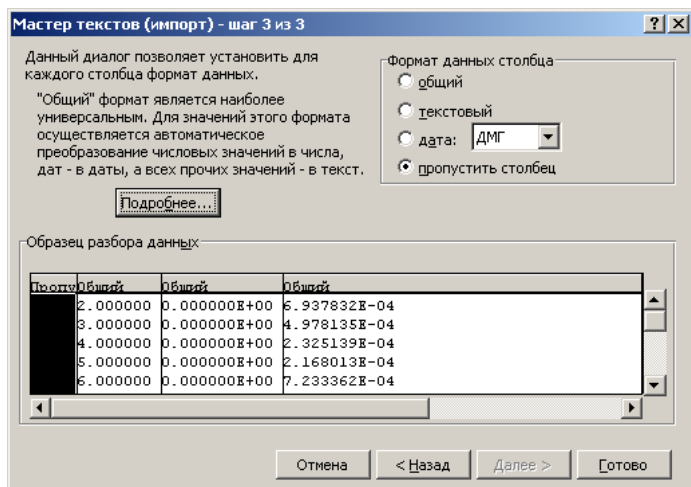 Мастер текстов (импорт) - шаг 3 из 3
Данный диалог позволяет установить для
каждого столбца формат данных.
"Общий" формат является наиболее
универсальным. Для значений этого формата
осуществляется автоматическое
преобразование числовых значений в числа,
дат - в даты, а всех прочих значений - в текст.
Подробнее...
Формат данных столбца
общий
текстовый
дата: ДМГ
пропустить столбец
Образец разбора данных
Пропу Общий Общий Общий
2.000000 0.000000E+00 6.937832E-04
3.000000 0.000000E+00 4.978135E-04
4.000000 0.000000E+00 2.325139E-04
5.000000 0.000000E+00 2.168013E-04
6.000000 0.000000E+00 7.233362E-04
Отмена < Назад Далее > Готово